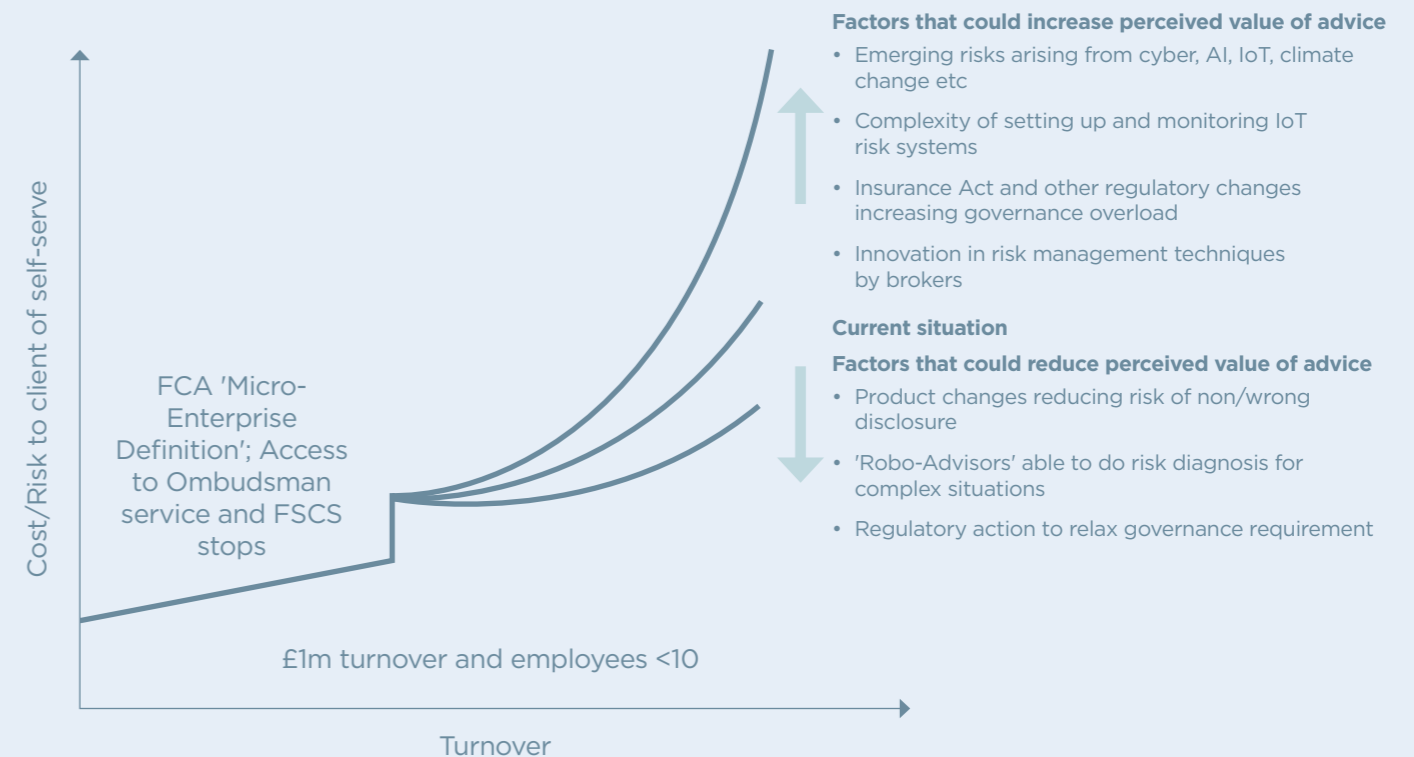 Factors that could increase perceived value of advice
• Emerging risks arising from cyber, AI, IoT, climate
change etc
• Complexity of setting up and monitoring IoT
risk systems
• Insurance Act and other regulatory changes
increasing governance overload
• Innovation in risk management techniques
by brokers
Current situation
Factors that could reduce perceived value of advice
• Product changes reducing risk of non/wrong
disclosure
• 'Robo-Advisors' able to do risk diagnosis for
complex situations
• Regulatory action to relax governance requirement
Cost/Risk to client of self-serve
FCA 'Micro-
Enterprise
Definition'; Access
to Ombudsman
service and FSCS
stops
£1m turnover and employees <10
Turnover